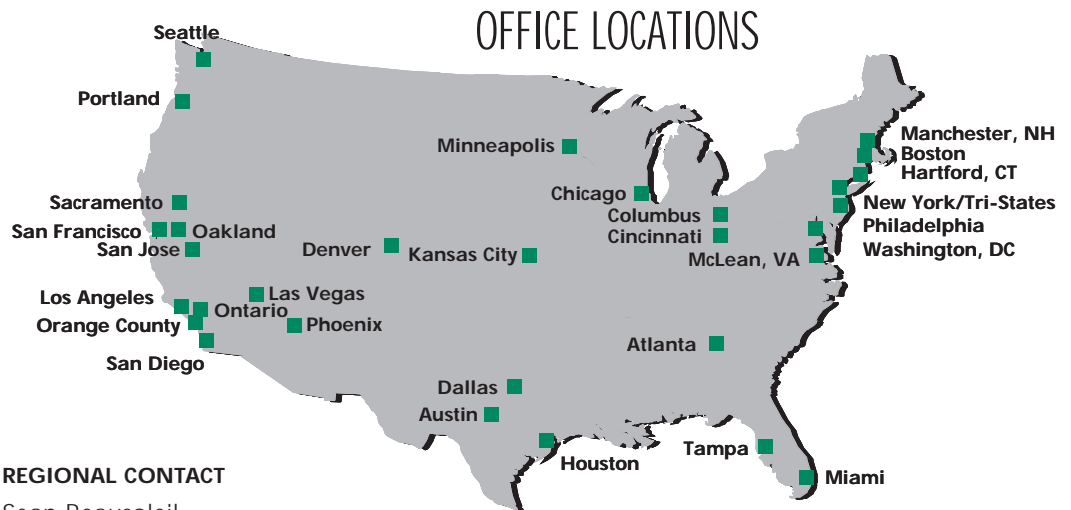 OFFICE LOCATIONS
Seattle
Portland
Minneapolis
Manchester, NH
Boston
Hartford, CT
Chicago
Sacramento
New York/Tri-States
Columbus
San Francisco
Oakland
Cincinnati
Philadelphia
San Jose
Denver
Kansas City
McLean, VA
Washington, DC
Los Angeles
Las Vegas
Ontario
Orange County
Phoenix
Atlanta
San Diego
Dallas
Austin
Tampa
Houston
Miami
REGIONAL CONTACT
Sean Beausoleil